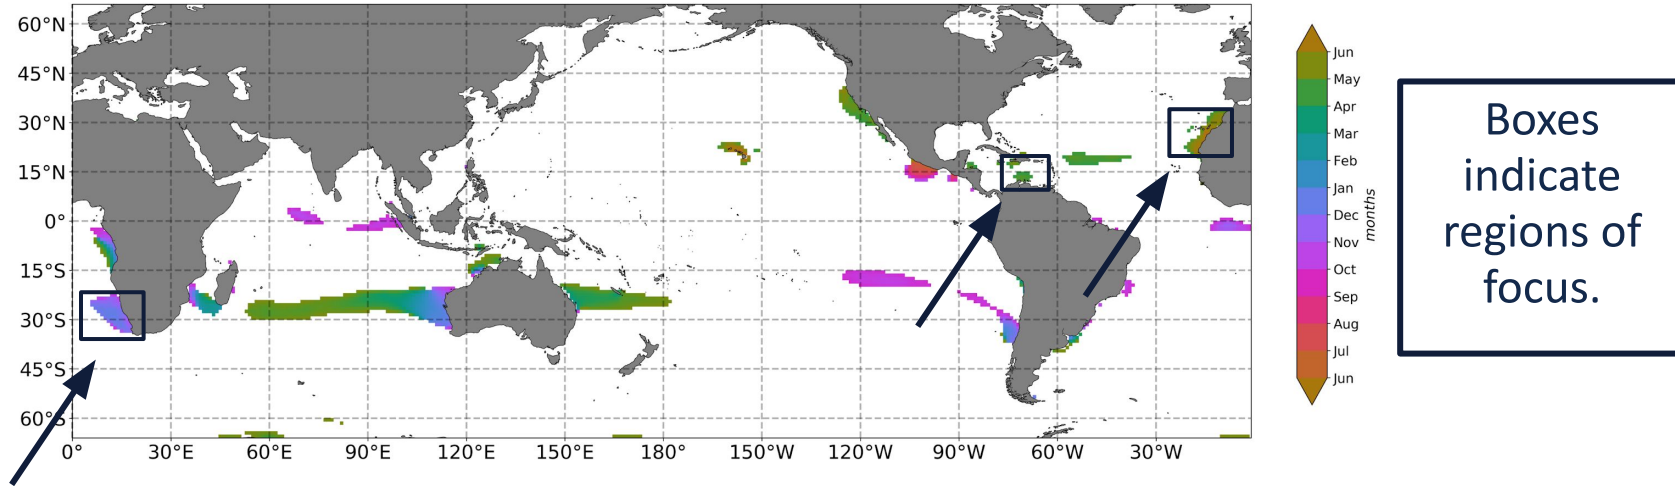 60°N
45°N
30°N
15°N
0°
15°S
30°S
45°S
60°S
0° 30°E 60°E 90°E 120°E 150°E 180° 150°W 120°W 90°W 60°W 30°W
Jun
May
Apr
Mar
Feb
Jan
Dec
Nov
Oct
Sep
Aug
Jul
Jun
months
Boxes
indicate
regions of
focus.